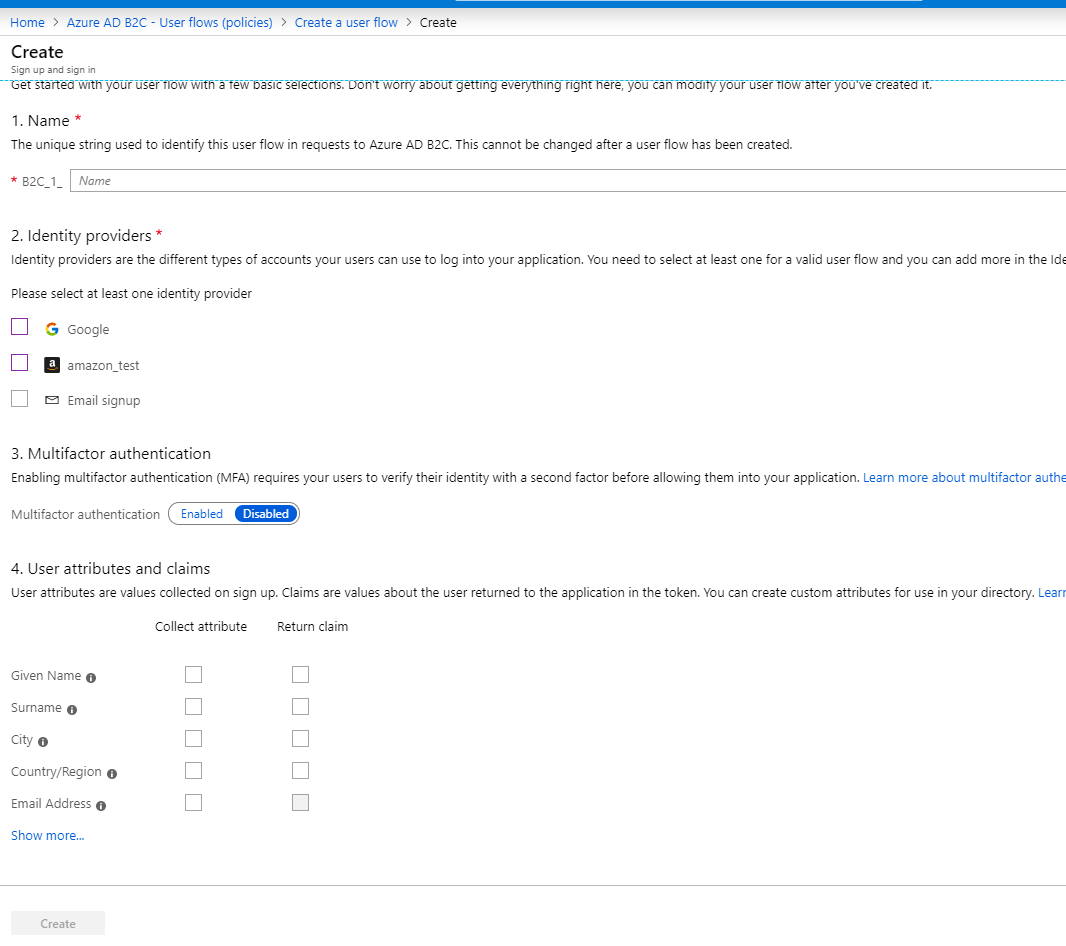 Home > Azure AD B2C - User flows (policies) > Create a user flow > Create
Create
Sign up and sign in
Get started with your user flow with a few basic selections. Don't worry about getting everything right here, you can modify your user flow after you've created it.
1. Name *
The unique string used to identify this user flow in requests to Azure AD B2C. This cannot be changed after a user flow has been created.
* B2C_1_ Name
2. Identity providers *
Identity providers are the different types of accounts your users can use to log into your application. You need to select at least one for a valid user flow and you can add more in the Ide
Please select at least one identity provider
Google
amazon_test
Email signup
3. Multifactor authentication
Enabling multifactor authentication (MFA) requires your users to verify their identity with a second factor before allowing them into your application. Learn more about multifactor authe
Multifactor authentication Enabled Disabled
4. User attributes and claims
User attributes are values collected on sign up. Claims are values about the user returned to the application in the token. You can create custom attributes for use in your directory. Learn
Collect attribute Return claim
Given Name
Surname
City
Country/Region
Email Address
Show more...
Create